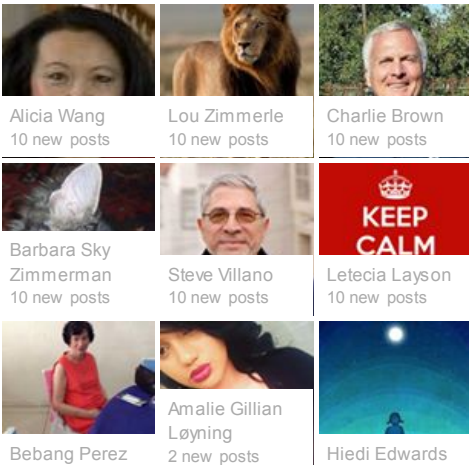 Alicia Wang
10 new posts
Lou Zimmerle
10 new posts
Charlie Brown
10 new posts
KEEP
CALM
Barbara Sky
Zimmerman
10 new posts
Steve Villano
10 new posts
Letecia Layson
10 new posts
Bebang Perez
Amalie Gillian
Løyning
2 new posts
Hiedi Edwards